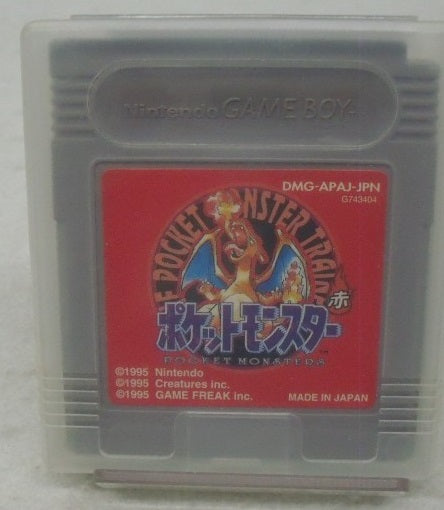 Nintendo GAME BOY
DMG-APAJ-JPN
G743404
POCKET MONSTER TRAIN
赤
ポケットモンスター
POCKET MONSTERS
©1995 Nintendo
©1995 Creatures inc.
©1995 GAME FREAK inc.
MADE IN JAPAN